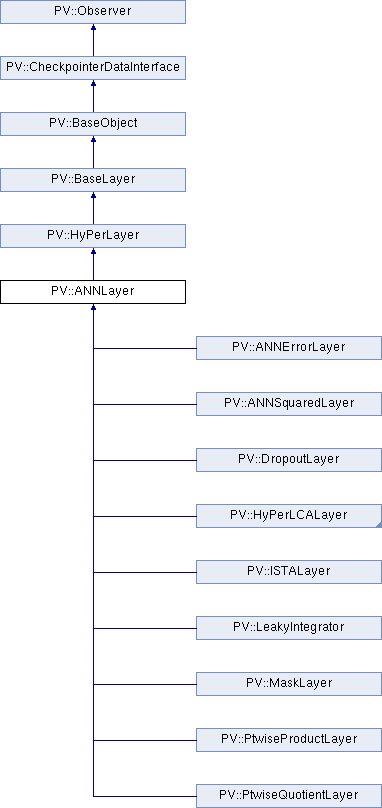 PV::Observer
PV::CheckpointerDataInterface
PV::BaseObject
PV::BaseLayer
PV::HyPerLayer
PV::ANNLayer
PV::ANNErrorLayer
PV::ANNSquaredLayer
PV::DropoutLayer
PV::HyPerLCALayer
PV::ISTALayer
PV::LeakyIntegrator
PV::MaskLayer
PV::PtwiseProductLayer
PV::PtwiseQuotientLayer